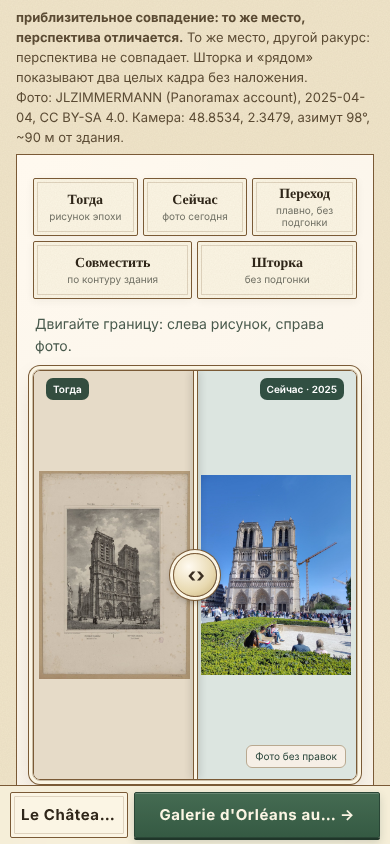 приблизительное совпадение: то же место,
перспектива отличается. То же место, другой ракурс:
перспектива не совпадает. Шторка и «рядом»
показывают два целых кадра без наложения.
Фото: JLZIMMERMANN (Panoramax account), 2025-04-
04, CC BY-SA 4.0. Камера: 48.8534, 2.3479, азимут 98°,
~90 м от здания.
Тогда
рисунок эпохи
Сейчас
фото сегодня
Переход
плавно, без
подгонки
Совместить
по контуру здания
Шторка
без подгонки
Двигайте границу: слева рисунок, справа
фото.
Тогда
Сейчас · 2025
Фото без правок
Le Châtea...
Galerie d'Orléans au... →